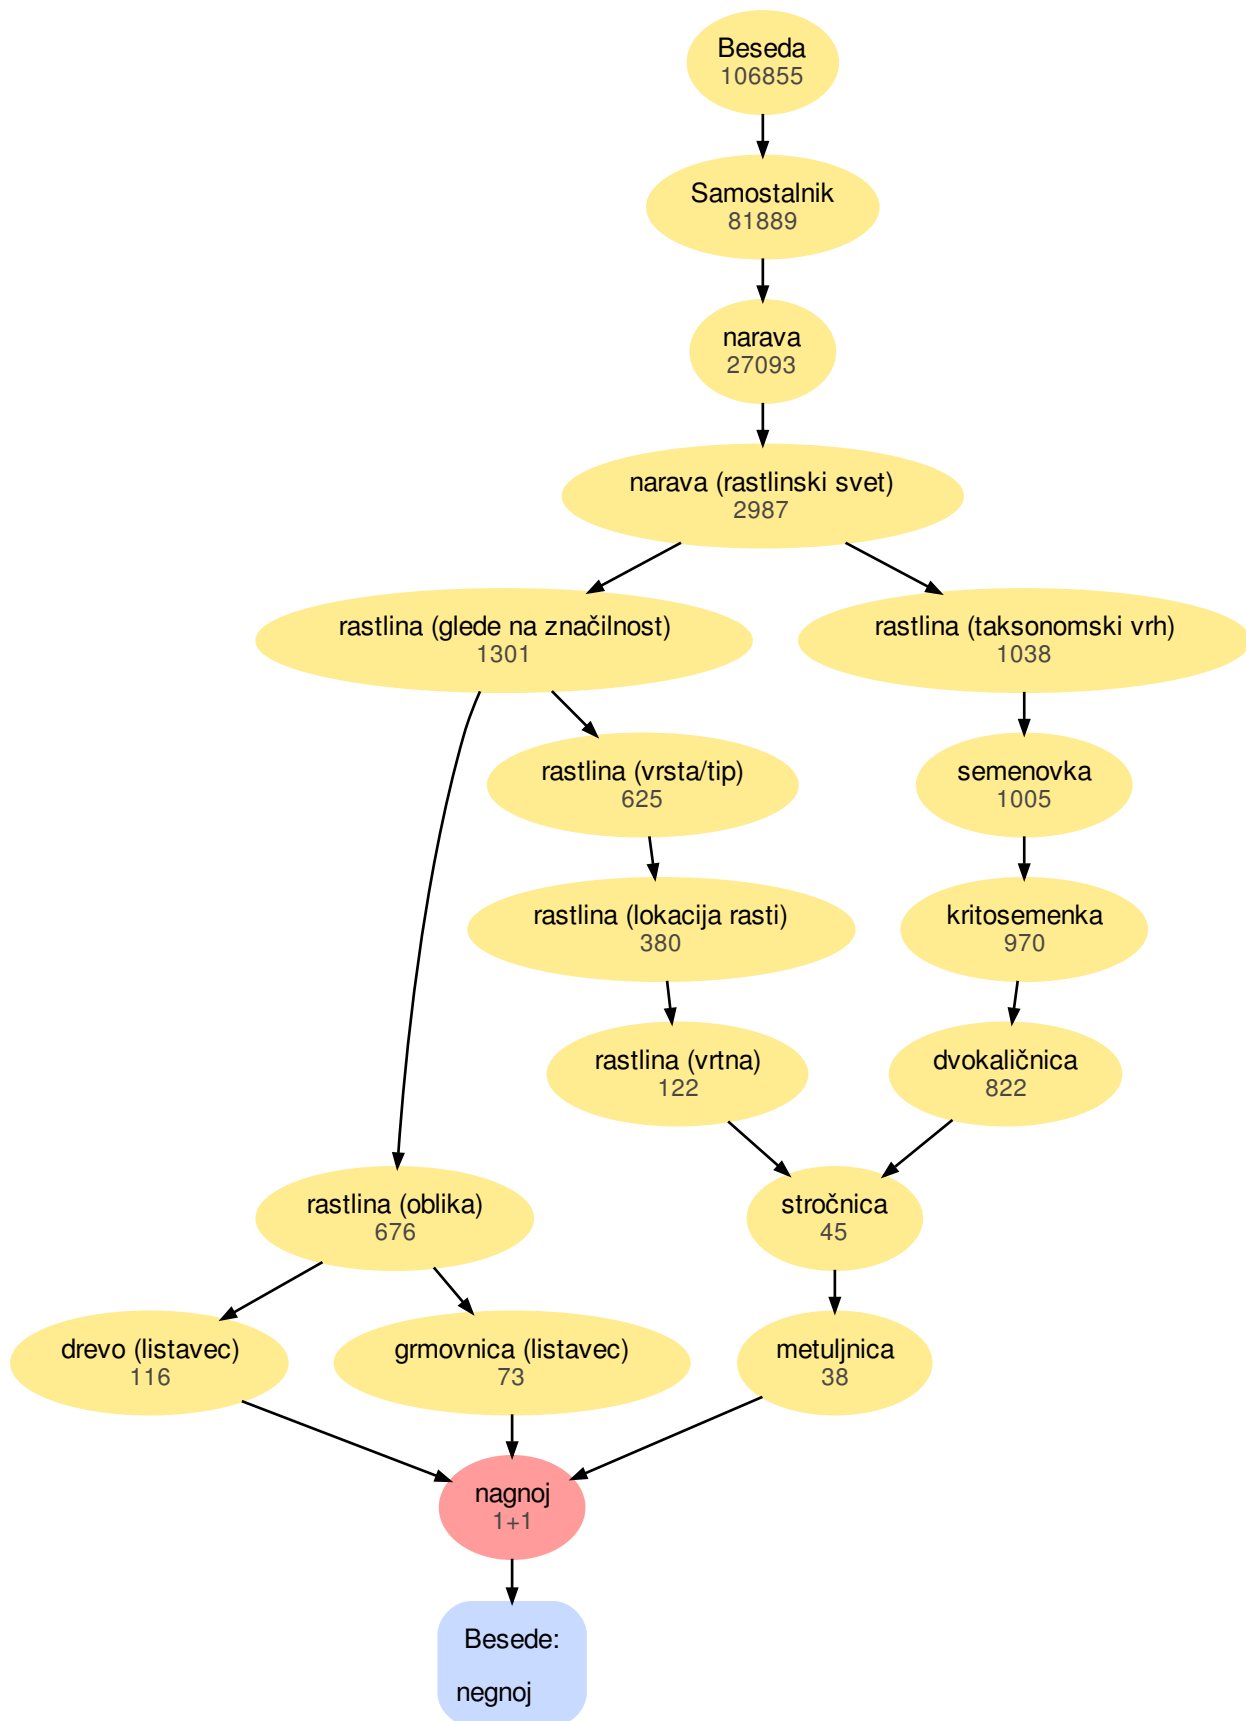 Beseda
106855
Samostalnik
81889
narava
27093
narava (rastlinski svet)
2987
rastlina (glede na značilnost)
1301
rastlina (taksonomski vrh)
1038
rastlina (vrsta/tip)
625
semenovka
1005
rastlina (lokacija rasti)
380
kritosemenka
970
rastlina (vrtna)
122
dvokaličnica
822
rastlina (oblika)
676
stročnica
45
drevo (listavec)
116
grmovnica (listavec)
73
metuljnica
38
nagnoj
1+1
Besede:
negnoj